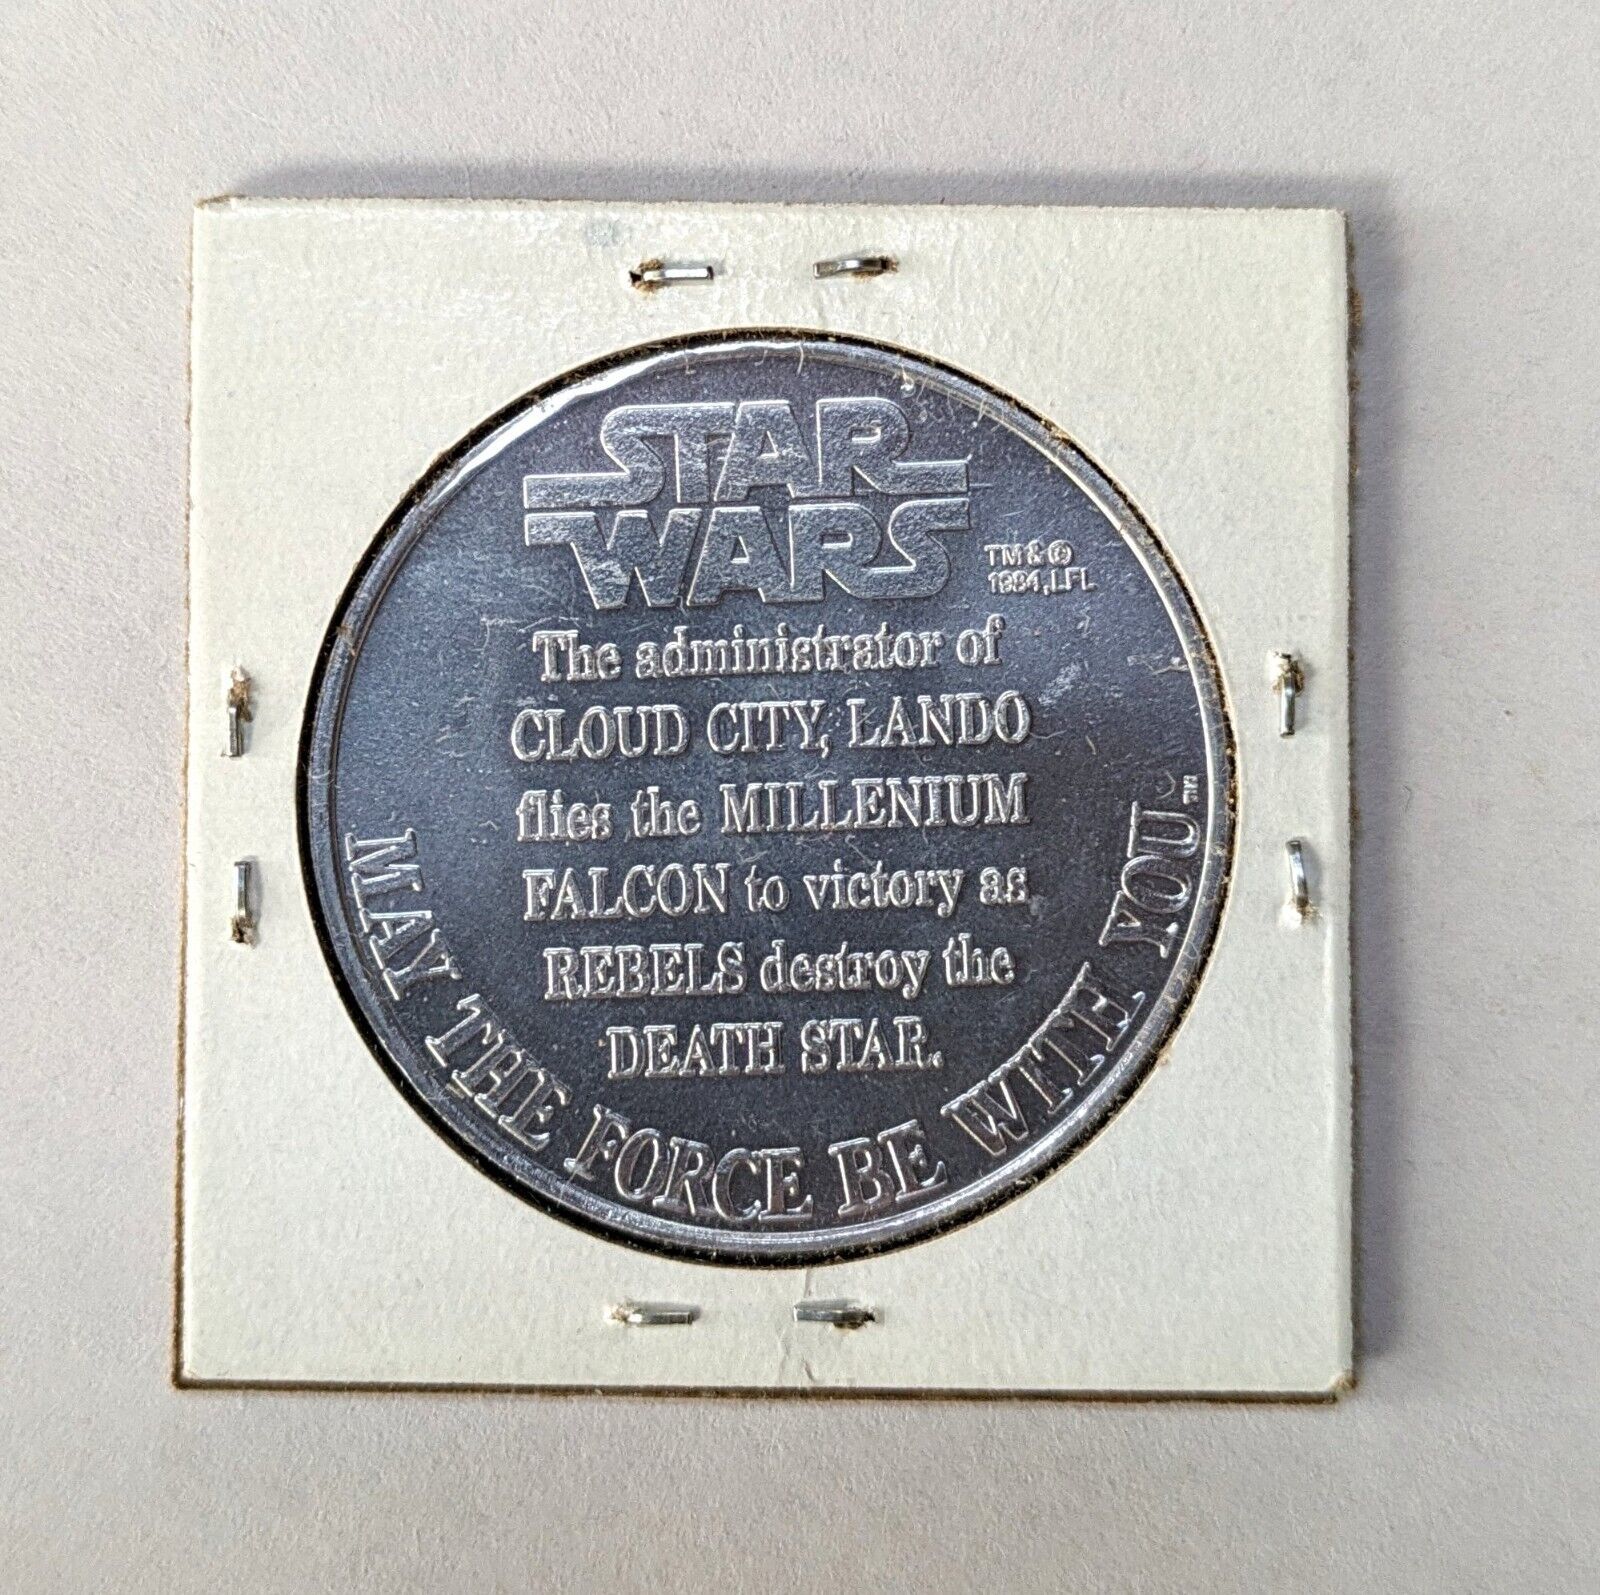 STAR
WARS
TM & ©
1984, LFL
The administrator of
CLOUD CITY, LANDO
flies the MILLENIUM
FALCON to victory as
REBELS destroy the
DEATH STAR.
MAY THE FORCE BE WITH YOU.™